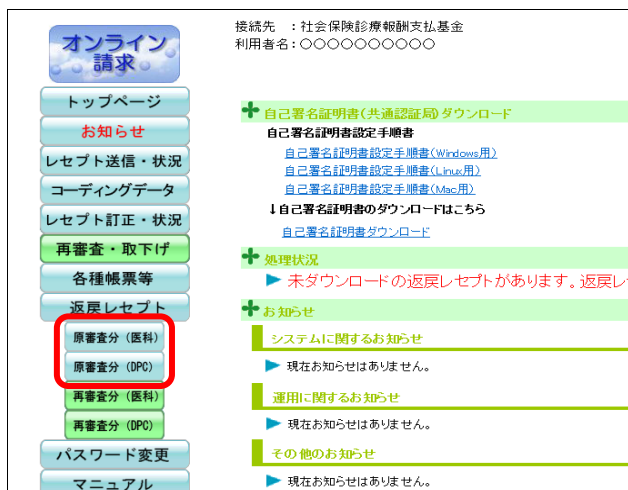 オンライン
請求
トップページ
お知らせ
レセプト送信・状況
コーディングデータ
レセプト訂正・状況
再審査・取下げ
各種帳票等
返戻レセプト
原審査分（医科）
原審査分（DPC）
再審査分（医科）
再審査分（DPC）
パスワード変更
マニュアル
接続先　：社会保険診療報酬支払基金
利用者名：〇〇〇〇〇〇〇〇〇〇
自己署名証明書(共通認証局)ダウンロード
自己署名証明書設定手順書
自己署名証明書設定手順書(Windows用)
自己署名証明書設定手順書(Linux用)
自己署名証明書設定手順書(Mac用)
↓自己署名証明書のダウンロードはこちら
自己署名証明書ダウンロード
処理状況
未ダウンロードの返戻レセプトがあります。返戻レ
お知らせ
システムに関するお知らせ
現在お知らせはありません。
運用に関するお知らせ
現在お知らせはありません。
その他のお知らせ
現在お知らせはありません。